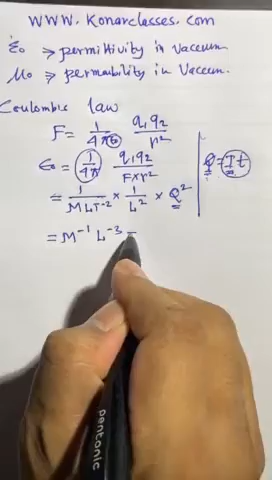 www.Konarclasses.com
ε₀ → permittivity in vaccum
μ₀ → permeability in vaccum.
Coulombic law
F = 1/4πε₀ q₁q₂/r²
ε₀ = 1/4π q₁q₂/F×r²
Q = It
= 1/MLT⁻² × 1/L² × Q²
= M⁻¹ L⁻³
pentonic